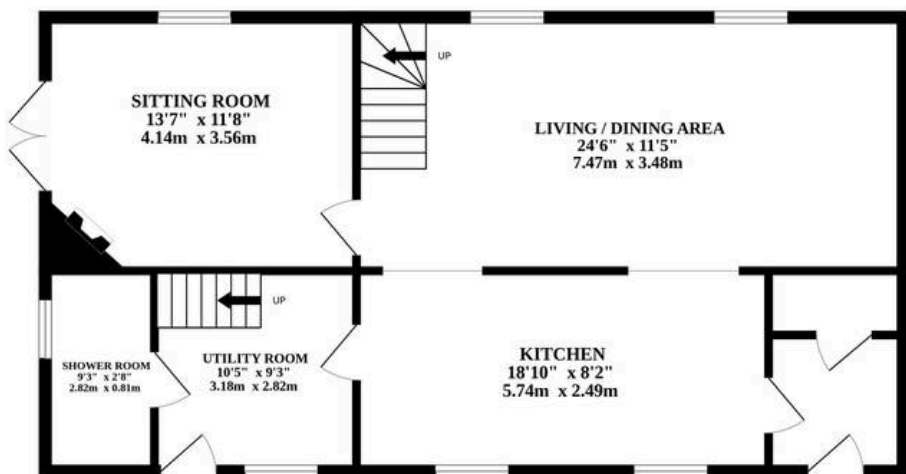 SITTING ROOM
13'7" x 11'8"
4.14m x 3.56m
UP
LIVING / DINING AREA
24'6" x 11'5"
7.47m x 3.48m
SHOWER ROOM
9'3" x 2'8"
2.82m x 0.81m
UP
UTILITY ROOM
10'5" x 9'3"
3.18m x 2.82m
KITCHEN
18'10" x 8'2"
5.74m x 2.49m